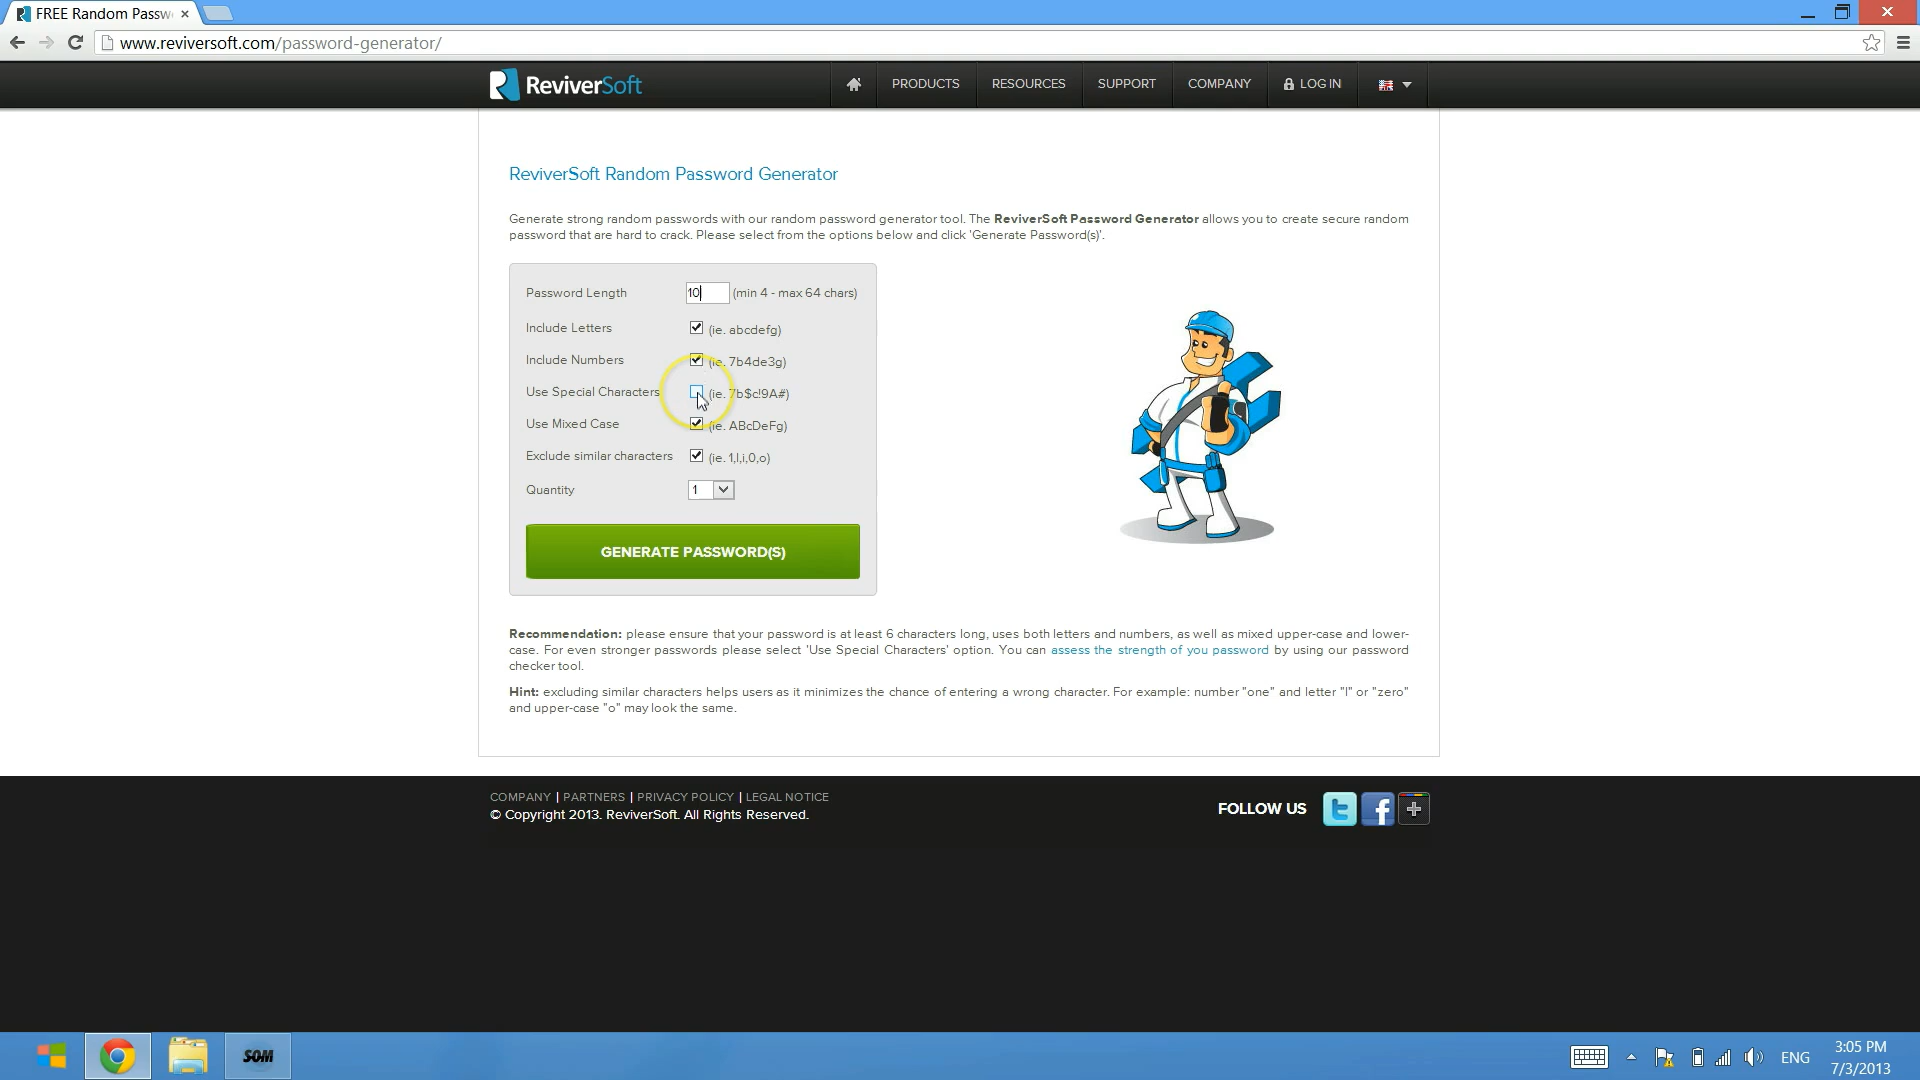 FREE Random Passw
www.reviversoft.com/password-generator/
ReviverSoft
PRODUCTS
RESOURCES
SUPPORT
COMPANY
LOG IN
ReviverSoft Random Password Generator
Generate strong random passwords with our random password generator tool. The ReviverSoft Password Generator allows you to create secure random
password that are hard to crack. Please select from the options below and click 'Generate Password(s)'.
Password Length 10 (min 4 - max 64 chars)
Include Letters (ie. abcdefg)
Include Numbers (ie. 7b4de3g)
Use Special Characters (ie. 7b$c!9A#)
Use Mixed Case (ie. ABcDeFg)
Exclude similar characters (ie. 1,l,i,0,o)
Quantity 1
GENERATE PASSWORD(S)
Recommendation: please ensure that your password is at least 6 characters long, uses both letters and numbers, as well as mixed upper-case and lower-
case. For even stronger passwords please select 'Use Special Characters' option. You can assess the strength of you password by using our password
checker tool.
Hint: excluding similar characters helps users as it minimizes the chance of entering a wrong character. For example: number "one" and letter "l" or "zero"
and upper-case "o" may look the same.
COMPANY | PARTNERS | PRIVACY POLICY | LEGAL NOTICE
© Copyright 2013. ReviverSoft. All Rights Reserved.
FOLLOW US
SOM
ENG
3:05 PM
7/3/2013